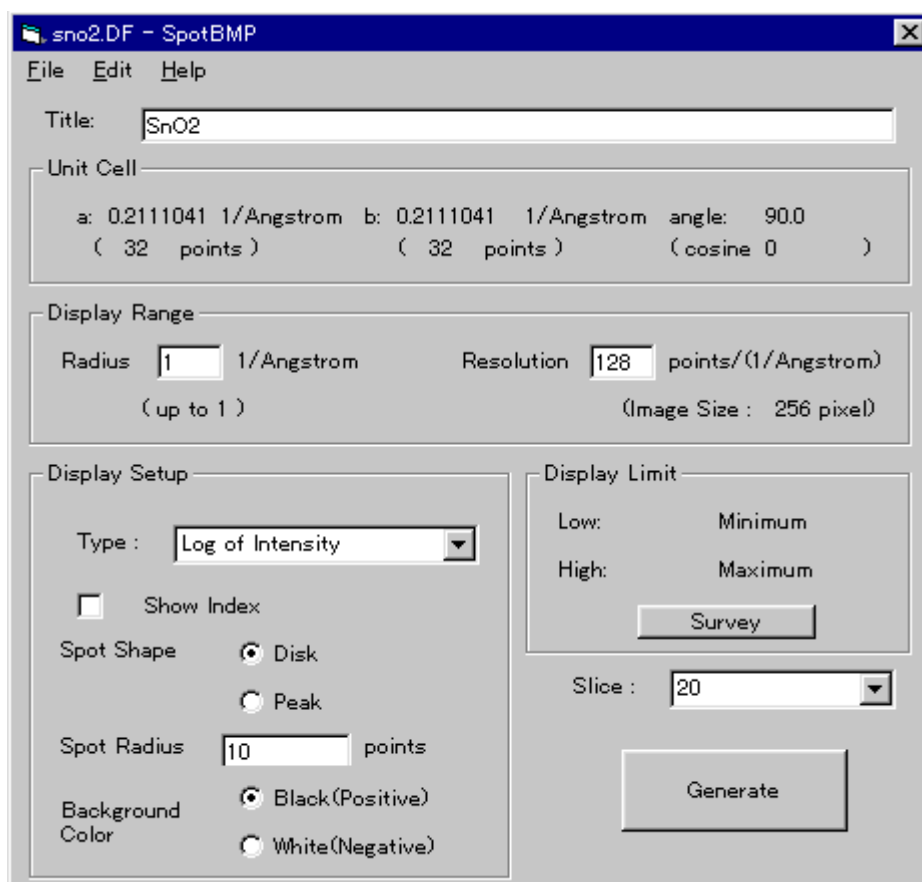 sno2.DF - SpotBMP
File Edit Help
Title: SnO2
Unit Cell
a: 0.2111041 1/Angstrom b: 0.2111041 1/Angstrom angle: 90.0
( 32 points ) ( 32 points ) ( cosine 0 )
Display Range
Radius 1 1/Angstrom Resolution 128 points/(1/Angstrom)
( up to 1 ) (Image Size : 256 pixel)
Display Setup
Type : Log of Intensity
Show Index
Spot Shape Disk
Peak
Spot Radius 10 points
Background Color Black(Positive)
White(Negative)
Display Limit
Low: Minimum
High: Maximum
Survey
Slice : 20
Generate